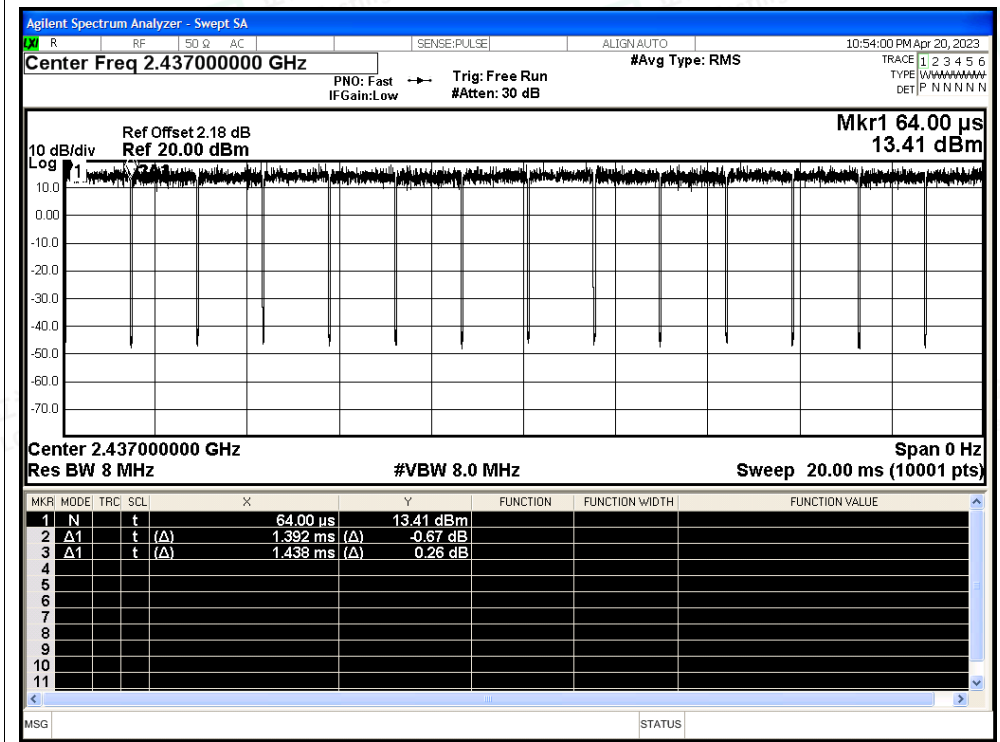 Agilent Spectrum Analyzer - Swept SA
LXI R RF 50 Ω AC SENSE:PULSE ALIGN AUTO 10:54:00 PM Apr 20, 2023
Center Freq 2.437000000 GHz #Avg Type: RMS TRACE 1 2 3 4 5 6
PNO: Fast Trig: Free Run TYPE WWWWWW
IFGain:Low #Atten: 30 dB DET P N N N N N
Mkr1 64.00 µs
Ref Offset 2.18 dB
10 dB/div Ref 20.00 dBm 13.41 dBm
Log
1
10.0
0.00
-10.0
-20.0
-30.0
-40.0
-50.0
-60.0
-70.0
Center 2.437000000 GHz Span 0 Hz
Res BW 8 MHz #VBW 8.0 MHz Sweep 20.00 ms (10001 pts)
MKR MODE TRC SCL X Y FUNCTION FUNCTION WIDTH FUNCTION VALUE
1 N t 64.00 µs 13.41 dBm
2 Δ1 t (Δ) 1.392 ms (Δ) -0.67 dB
3 Δ1 t (Δ) 1.438 ms (Δ) 0.26 dB
4
5
6
7
8
9
10
11
MSG STATUS